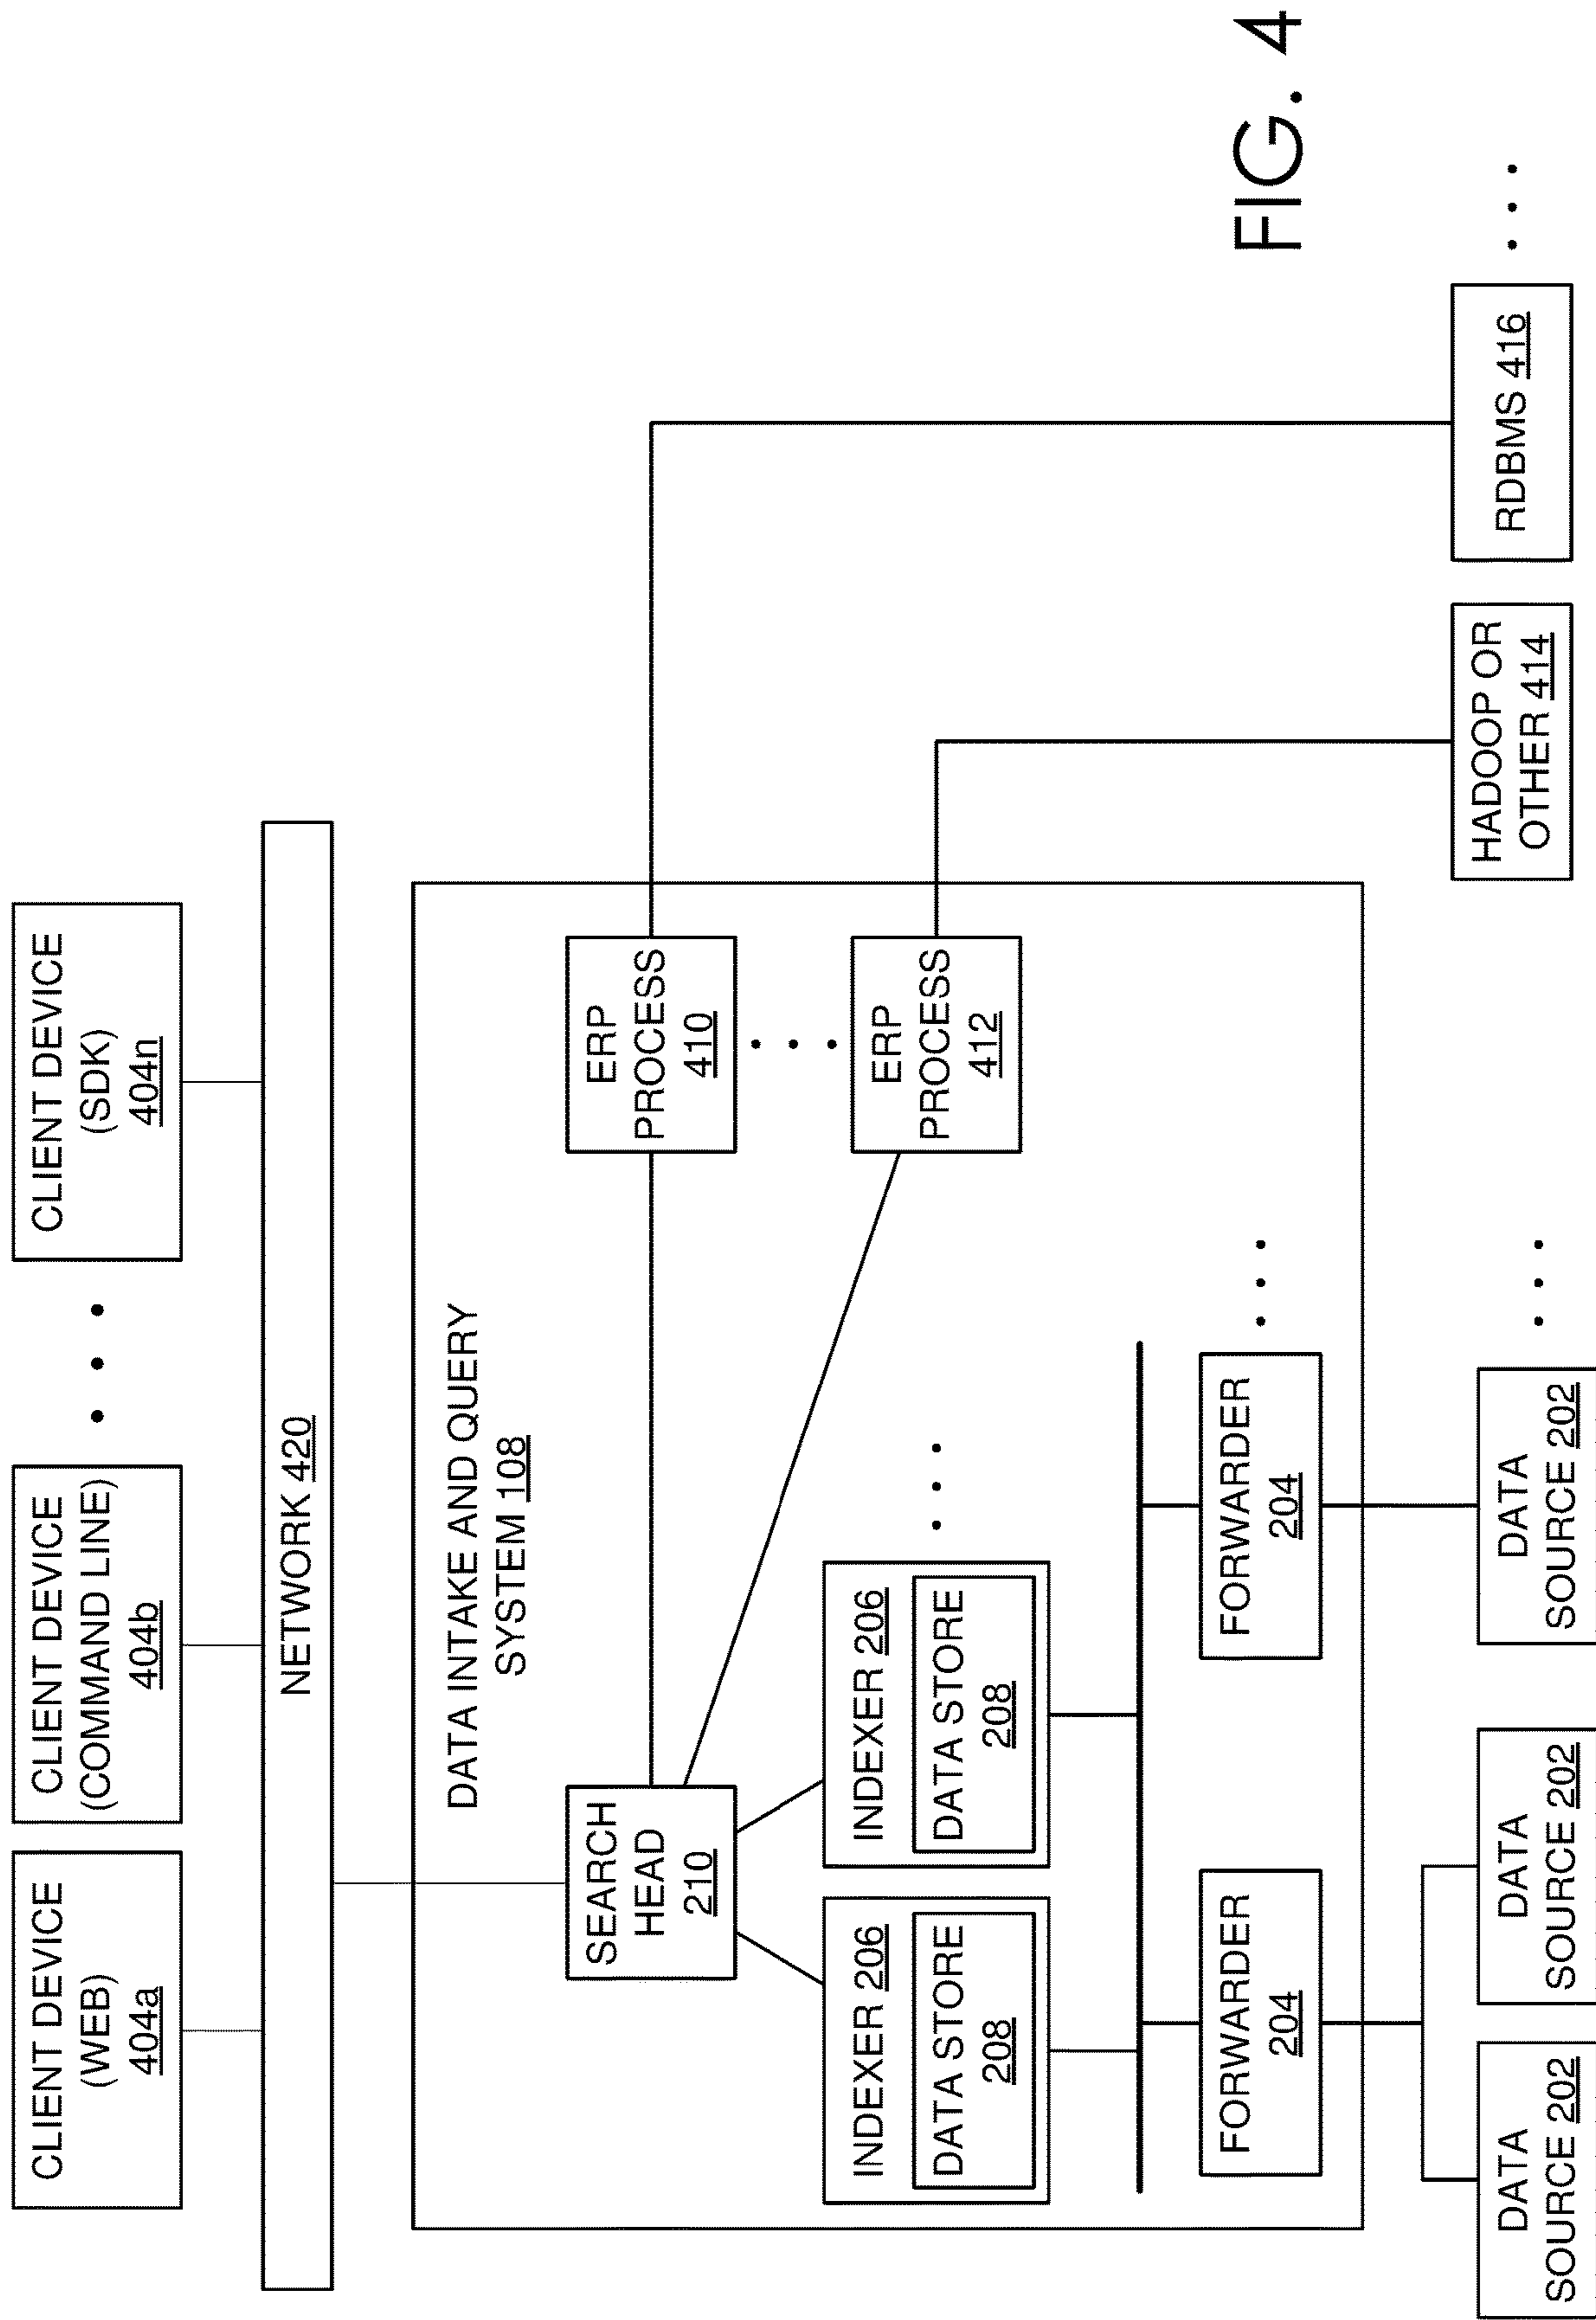 CLIENT DEVICE
(WEB)
404a
CLIENT DEVICE
(COMMAND LINE)
404b
• • •
CLIENT DEVICE
(SDK)
404n
NETWORK 420
DATA INTAKE AND QUERY
SYSTEM 108
SEARCH
HEAD
210
ERP
PROCESS
410
• • •
ERP
PROCESS
412
INDEXER 206
DATA STORE
208
INDEXER 206
DATA STORE
208
• • •
FORWARDER
204
FORWARDER
204
• • •
DATA
SOURCE 202
DATA
SOURCE 202
DATA
SOURCE 202
• • •
HADOOP OR
OTHER 414
RDBMS 416
• • •
FIG. 4